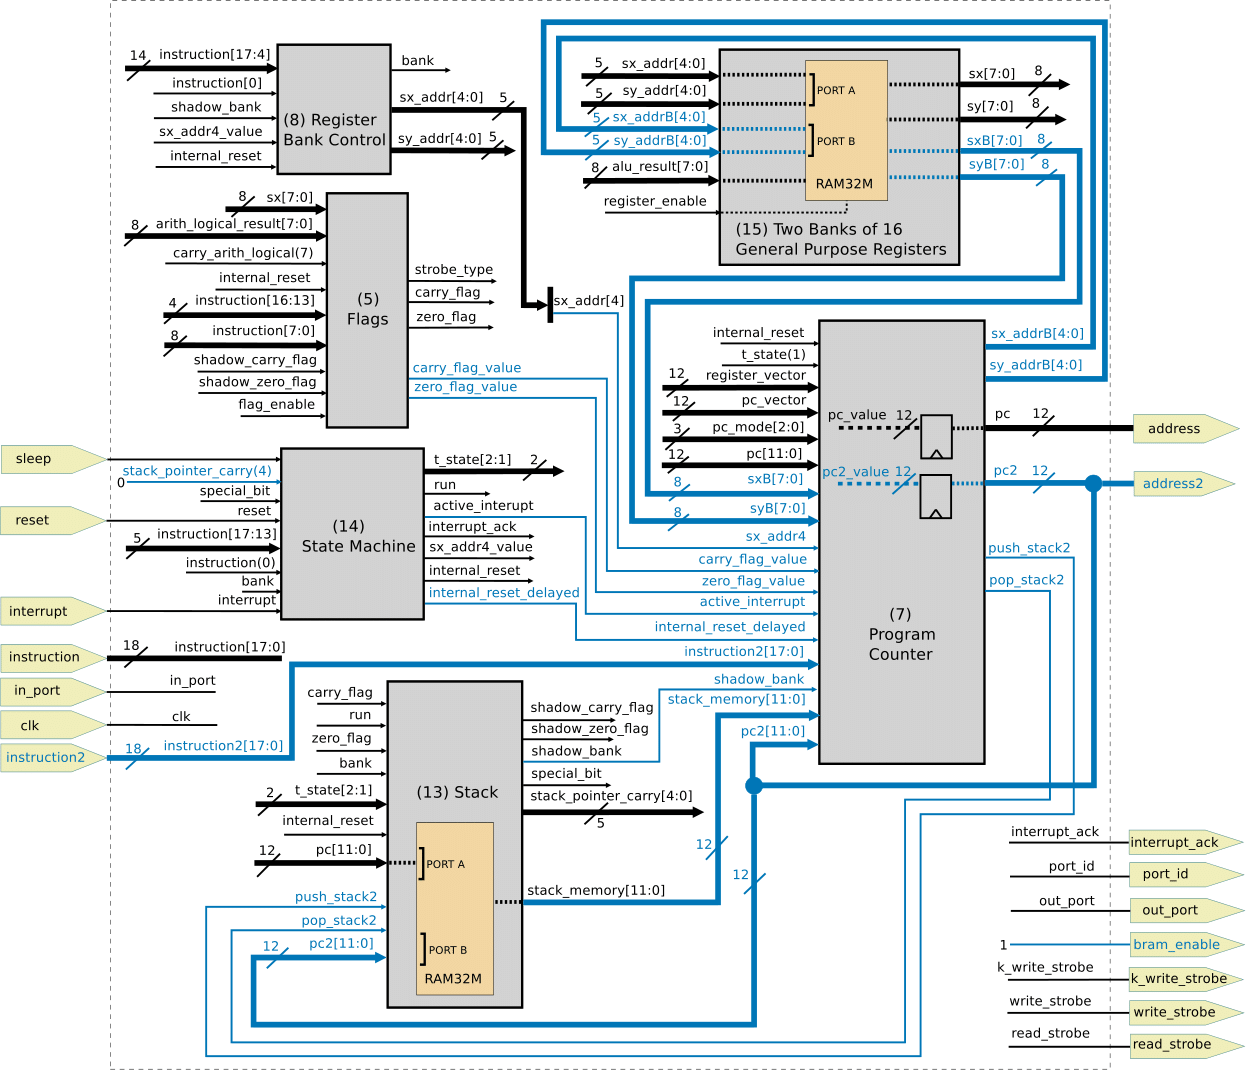 14
instruction[17:4]
instruction[0]
shadow_bank
sx_addr4_value
internal_reset
(8) Register
Bank Control
bank
sx_addr[4:0]
5
sy_addr[4:0]
5
5
sx_addr[4:0]
5
sy_addr[4:0]
5
sx_addrB[4:0]
5
sy_addrB[4:0]
8
alu_result[7:0]
register_enable
PORT A
PORT B
RAM32M
(15) Two Banks of 16
General Purpose Registers
sx[7:0]
8
sy[7:0]
8
sxB[7:0]
8
syB[7:0]
8
8
sx[7:0]
8
arith_logical_result[7:0]
carry_arith_logical(7)
internal_reset
4
instruction[16:13]
8
instruction[7:0]
shadow_carry_flag
shadow_zero_flag
flag_enable
(5)
Flags
strobe_type
carry_flag
zero_flag
carry_flag_value
zero_flag_value
sx_addr[4]
sleep
stack_pointer_carry(4)
0
special_bit
reset
reset
5
instruction[17:13]
instruction(0)
bank
interrupt
interrupt
(14)
State Machine
t_state[2:1]
2
run
active_interupt
interrupt_ack
sx_addr4_value
internal_reset
internal_reset_delayed
internal_reset
t_state(1)
12
register_vector
12
pc_vector
3
pc_mode[2:0]
12
pc[11:0]
8
sxB[7:0]
8
syB[7:0]
sx_addr4
carry_flag_value
zero_flag_value
active_interrupt
internal_reset_delayed
instruction2[17:0]
shadow_bank
stack_memory[11:0]
pc2[11:0]
pc_value
12
pc2_value
12
(7)
Program
Counter
sx_addrB[4:0]
sy_addrB[4:0]
pc
12
address
pc2
12
address2
push_stack2
pop_stack2
instruction
18
instruction[17:0]
in_port
in_port
clk
clk
instruction2
18
instruction2[17:0]
carry_flag
run
zero_flag
bank
2
t_state[2:1]
internal_reset
12
pc[11:0]
push_stack2
pop_stack2
12
pc2[11:0]
(13) Stack
PORT A
PORT B
RAM32M
shadow_carry_flag
shadow_zero_flag
shadow_bank
special_bit
stack_pointer_carry[4:0]
5
stack_memory[11:0]
12
12
interrupt_ack
interrupt_ack
port_id
port_id
out_port
out_port
1
bram_enable
k_write_strobe
k_write_strobe
write_strobe
write_strobe
read_strobe
read_strobe